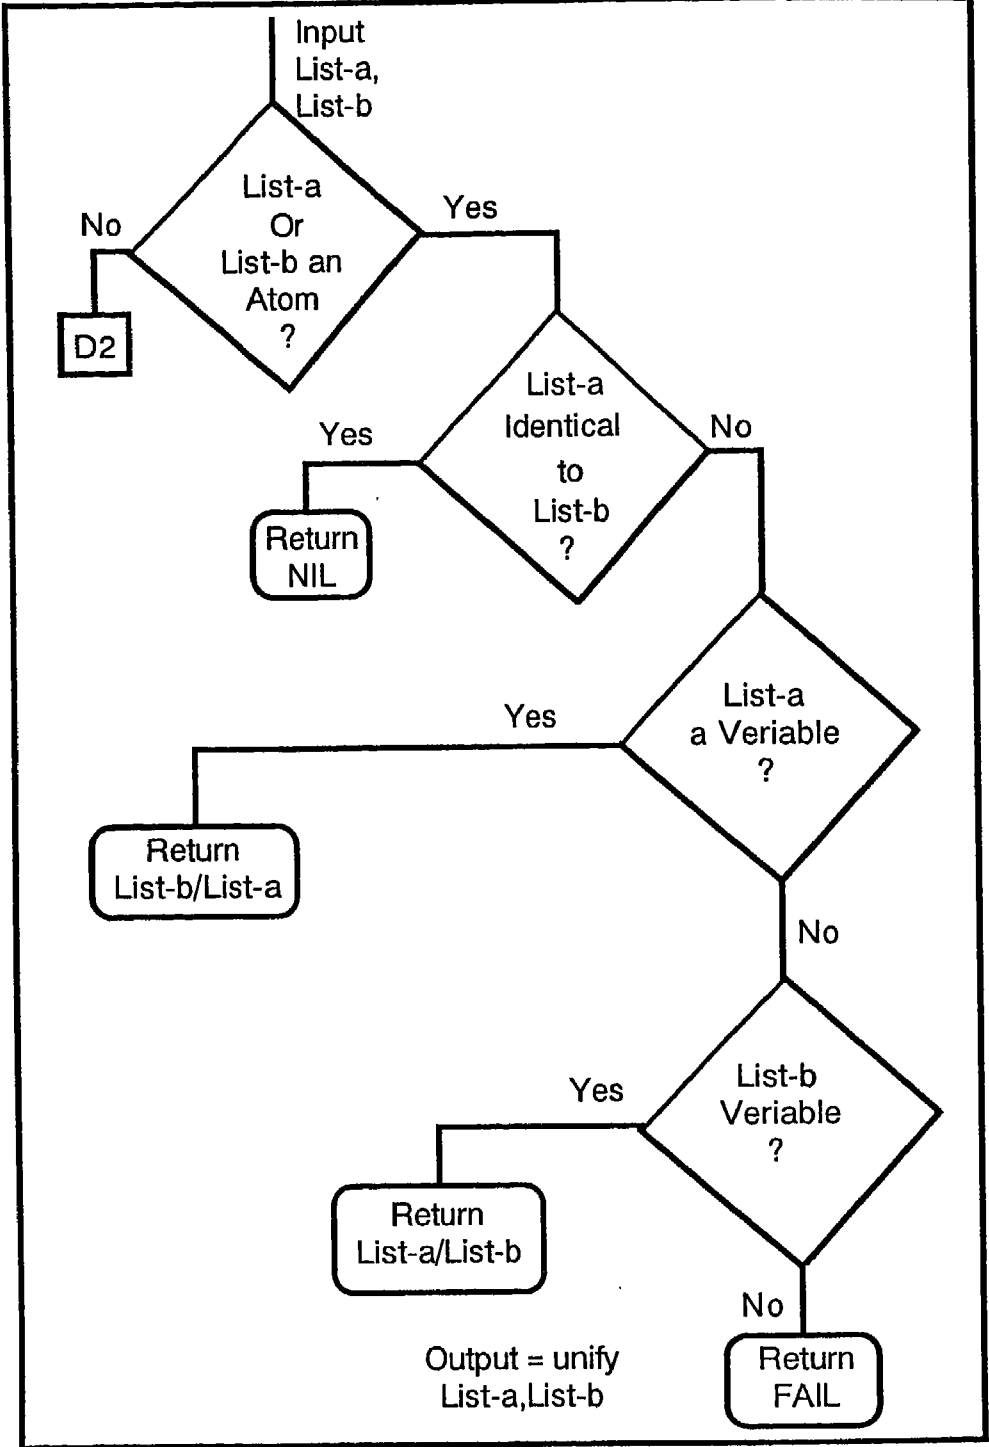 Input
List-a,
List-b
List-a
Or
List-b an
Atom
?
No
Yes
D2
List-a
Identical
to
List-b
?
Yes
No
Return
NIL
List-a
a Veriable
?
Yes
Return
List-b/List-a
No
List-b
Veriable
?
Yes
Return
List-a/List-b
No
Return
FAIL
Output = unify
List-a,List-b